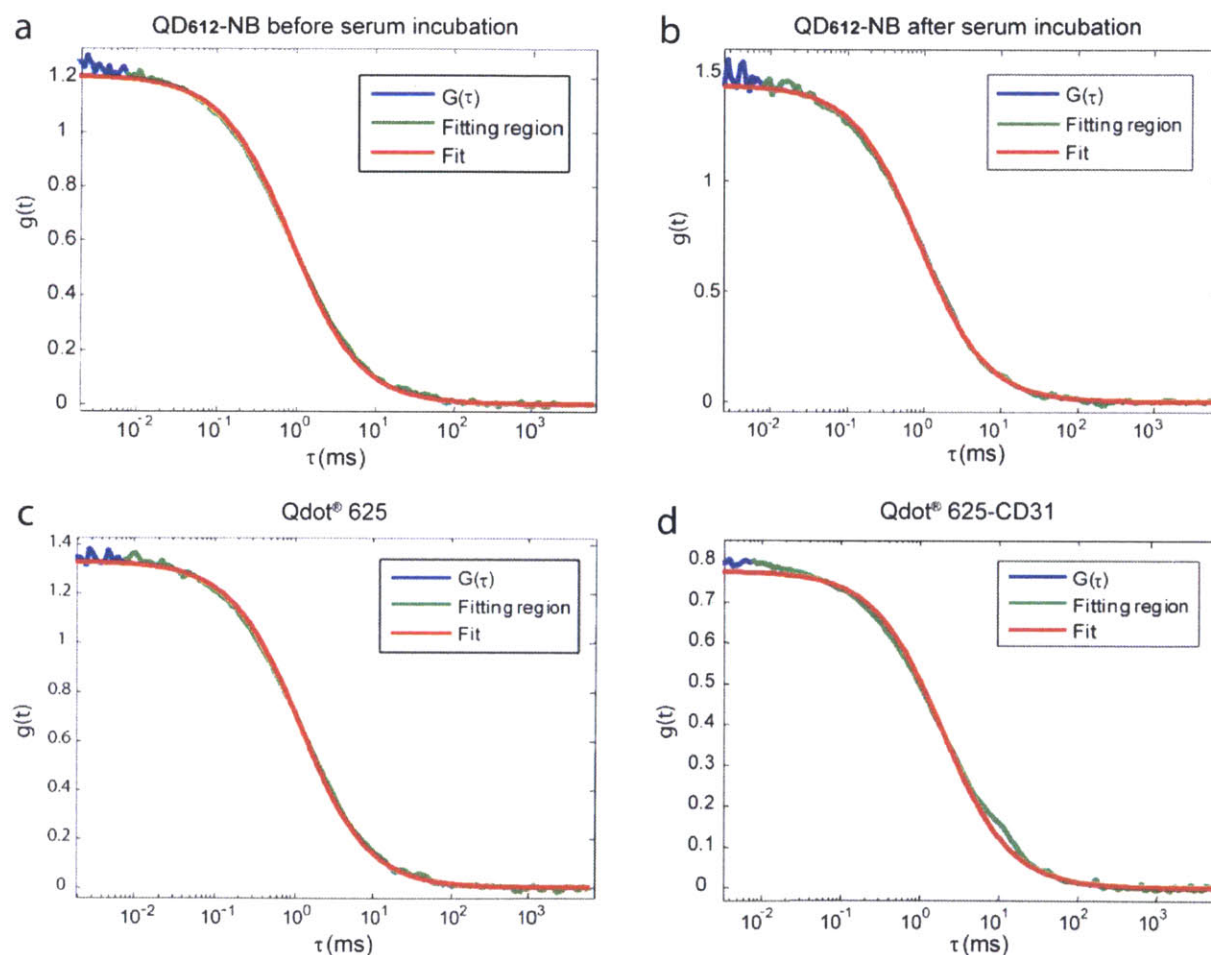 a
QD612-NB before serum incubation
1.2
1
0.8
0.6
0.4
0.2
0
g(t)
G(τ)
Fitting region
Fit
10⁻² 10⁻¹ 10⁰ 10¹ 10² 10³
τ(ms)
b
QD612-NB after serum incubation
1.5
1
0.5
0
g(t)
G(τ)
Fitting region
Fit
10⁻² 10⁻¹ 10⁰ 10¹ 10² 10³
τ(ms)
c
Qdot® 625
1.4
1.2
1
0.8
0.6
0.4
0.2
0
g(t)
G(τ)
Fitting region
Fit
10⁻² 10⁻¹ 10⁰ 10¹ 10² 10³
τ(ms)
d
Qdot® 625-CD31
0.8
0.7
0.6
0.5
0.4
0.3
0.2
0.1
0
g(t)
G(τ)
Fitting region
Fit
10⁻² 10⁻¹ 10⁰ 10¹ 10² 10³
τ(ms)